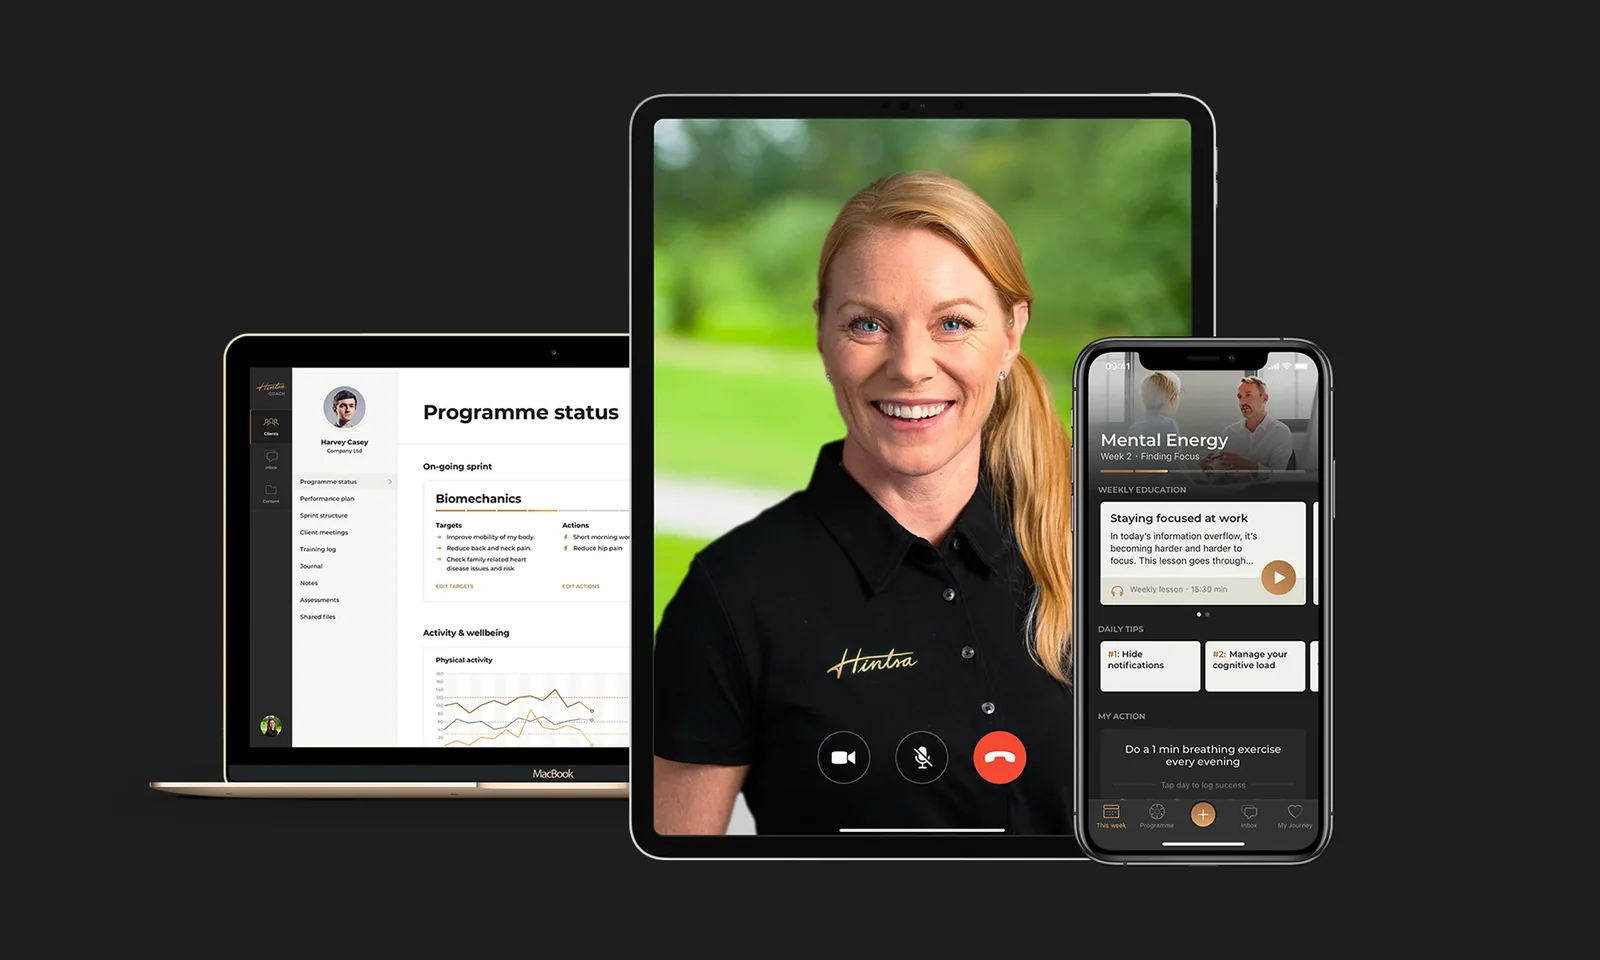 Hintsa
COACH
Clients
Inbox
Content
Harvey Casey
Company Ltd
Programme status
Performance plan
Sprint structure
Client meetings
Training log
Journal
Notes
Assessments
Shared files
Programme status
On-going sprint
Biomechanics
Targets
Improve mobility of my body.
Reduce back and neck pain.
Check family related heart
disease issues and risk
EDIT TARGETS
Actions
Short morning
Reduce hip pain
EDIT ACTIONS
Activity & wellbeing
Physical activity
MacBook
Hintsa
09:41
Mental Energy
Week 2 · Finding Focus
WEEKLY EDUCATION
Staying focused at work
In today's information overflow, it's
becoming harder and harder to
focus. This lesson goes through...
Weekly lesson · 15:30 min
DAILY TIPS
#1: Hide
notifications
#2: Manage your
cognitive load
MY ACTION
Do a 1 min breathing exercise
every evening
Tap day to log success
This week
Programme
Inbox
My Journey